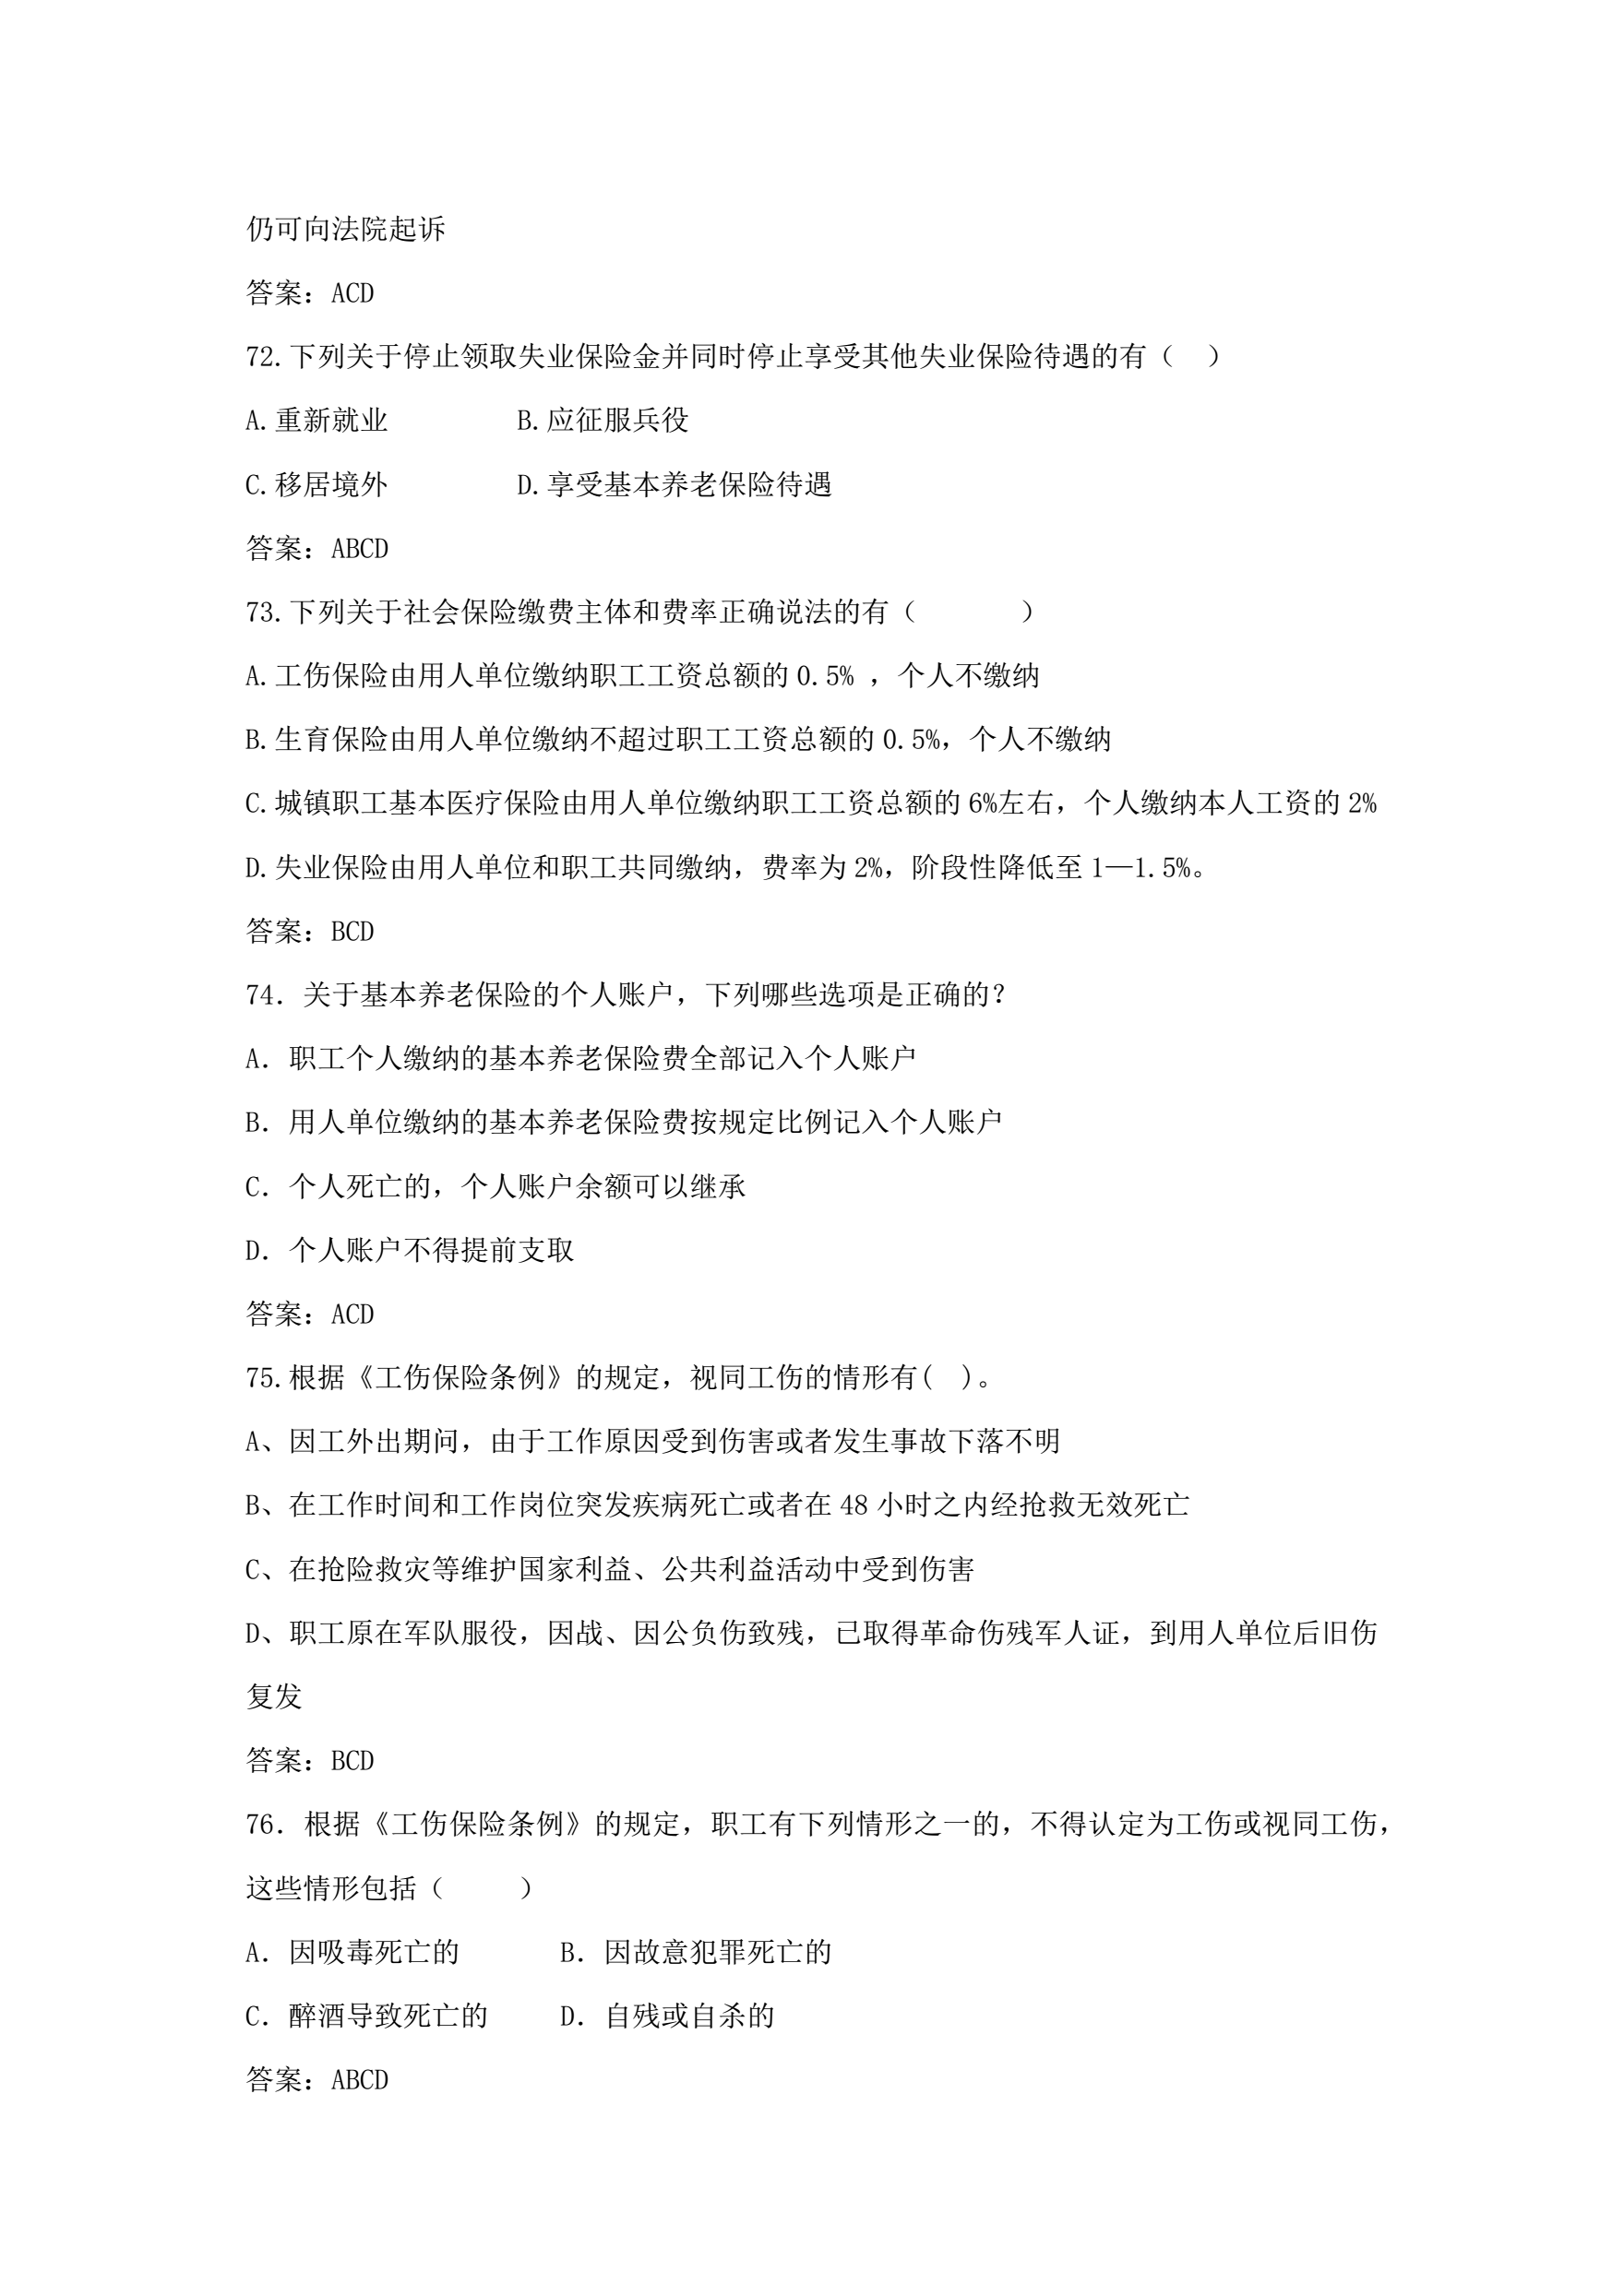 仍可向法院起诉
答案：ACD
72.下列关于停止领取失业保险金并同时停止享受其他失业保险待遇的有（  ）
A.重新就业         B.应征服兵役
C.移居境外         D.享受基本养老保险待遇
答案：ABCD
73.下列关于社会保险缴费主体和费率正确说法的有（       ）
A.工伤保险由用人单位缴纳职工工资总额的0.5% ，个人不缴纳
B.生育保险由用人单位缴纳不超过职工工资总额的0.5%，个人不缴纳
C.城镇职工基本医疗保险由用人单位缴纳职工工资总额的6%左右，个人缴纳本人工资的2%
D.失业保险由用人单位和职工共同缴纳，费率为2%，阶段性降低至1—1.5%。
答案：BCD
74．关于基本养老保险的个人账户，下列哪些选项是正确的？
A．职工个人缴纳的基本养老保险费全部记入个人账户
B．用人单位缴纳的基本养老保险费按规定比例记入个人账户
C．个人死亡的，个人账户余额可以继承
D．个人账户不得提前支取
答案：ACD
75.根据《工伤保险条例》的规定，视同工伤的情形有(  )。
A、因工外出期问，由于工作原因受到伤害或者发生事故下落不明
B、在工作时间和工作岗位突发疾病死亡或者在48小时之内经抢救无效死亡
C、在抢险救灾等维护国家利益、公共利益活动中受到伤害
D、职工原在军队服役，因战、因公负伤致残，已取得革命伤残军人证，到用人单位后旧伤
复发
答案：BCD
76．根据《工伤保险条例》的规定，职工有下列情形之一的，不得认定为工伤或视同工伤，
这些情形包括（     ）
A．因吸毒死亡的       B．因故意犯罪死亡的
C．醉酒导致死亡的     D．自残或自杀的
答案：ABCD